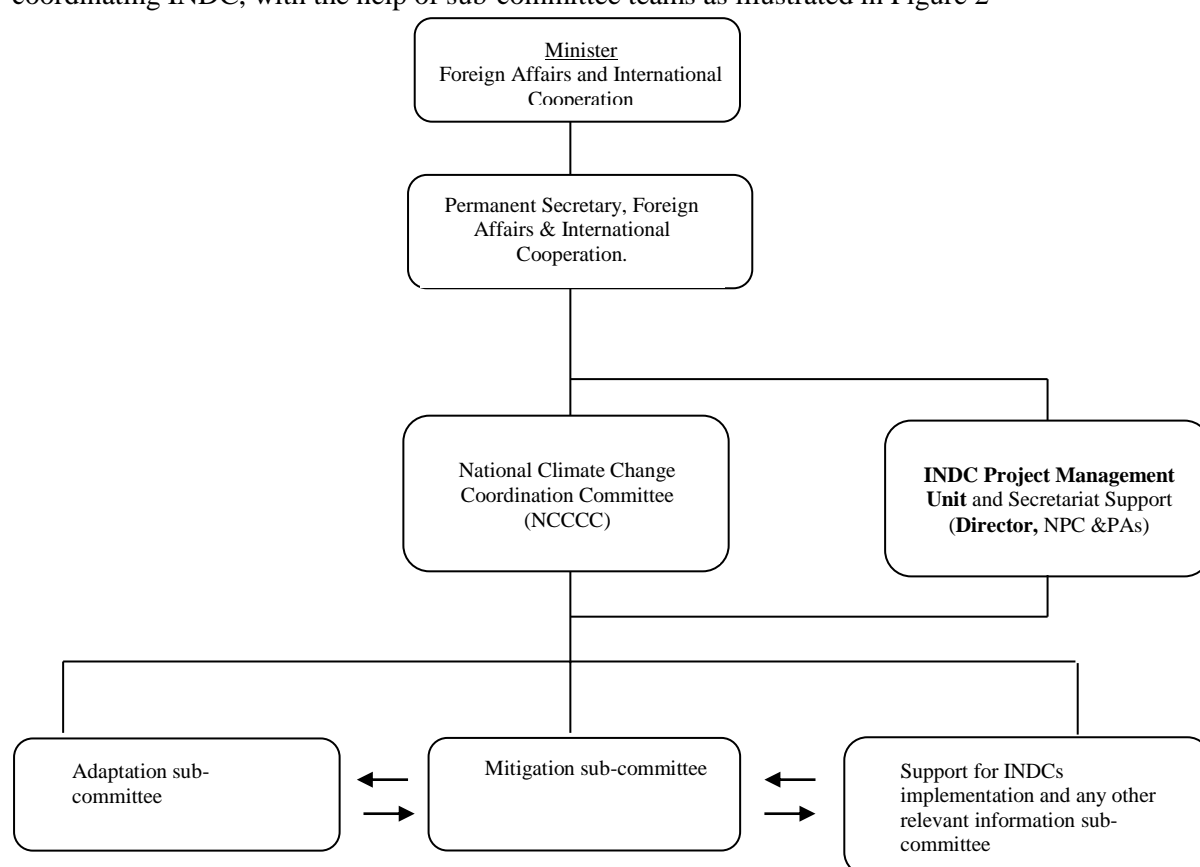 coordinating INDC, with the help of sub-committee teams as illustrated in Figure 2
Minister
Foreign Affairs and International
Cooperation
Permanent Secretary, Foreign
Affairs & International
Cooperation.
National Climate Change
Coordination Committee
(NCCCC)
INDC Project Management
Unit and Secretariat Support
(Director, NPC &PAs)
Adaptation sub-
committee
Mitigation sub-committee
Support for INDCs
implementation and any other
relevant information sub-
committee